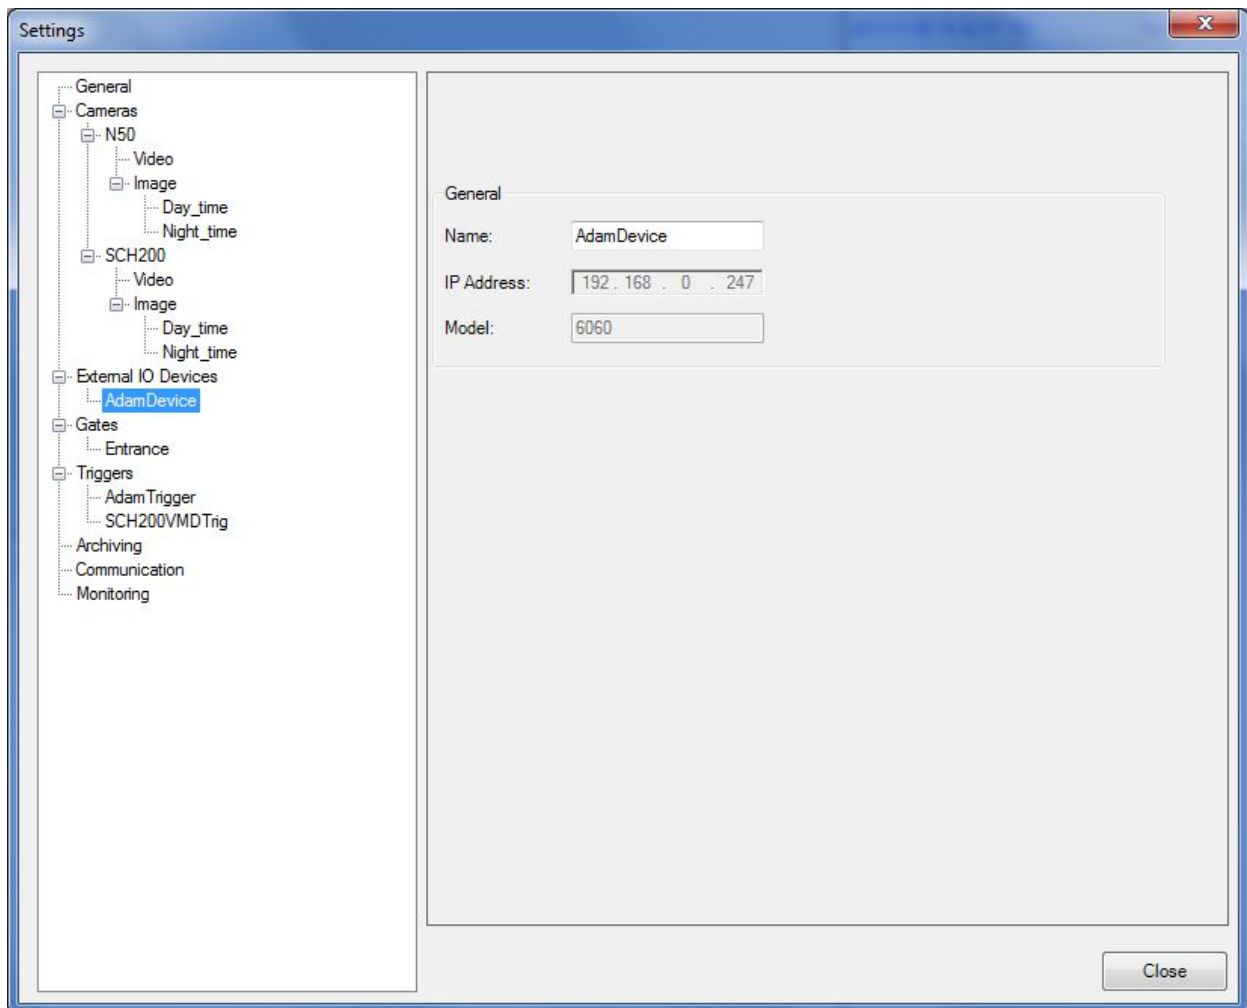 Settings
General
Cameras
N50
Video
Image
Day_time
Night_time
SCH200
Video
Image
Day_time
Night_time
External IO Devices
AdamDevice
Gates
Entrance
Triggers
AdamTrigger
SCH200VMDTrig
Archiving
Communication
Monitoring
General
Name: AdamDevice
IP Address: 192 . 168 . 0 . 247
Model: 6060
Close